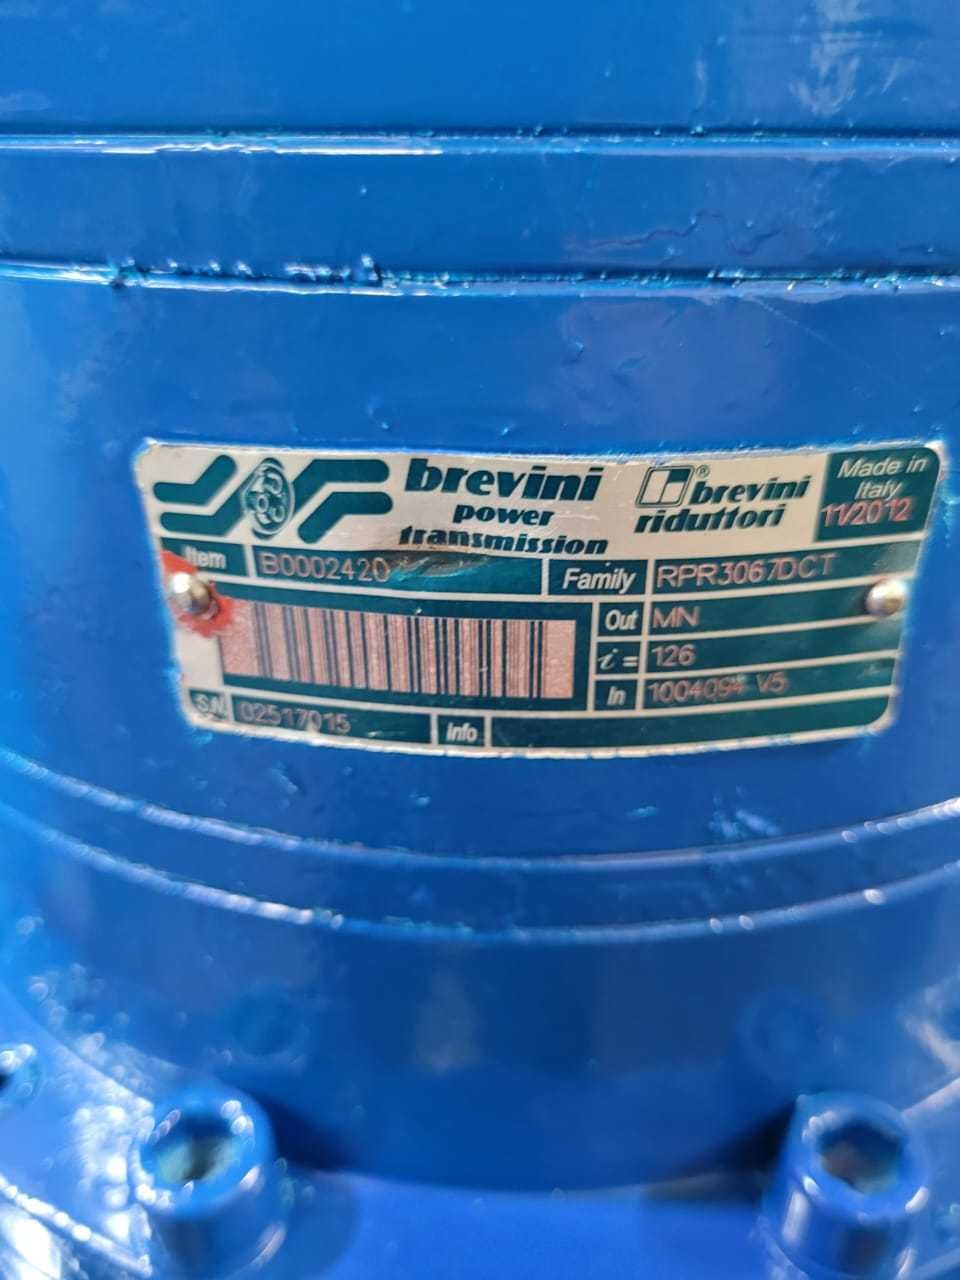 brevini
power
transmission
brevini®
riduttori
Made in
Italy
11/2012
Item B0002420
Family RPR3067DCT
Out MN
i = 126
In 1004094 V5
S.N. 02517015
Info